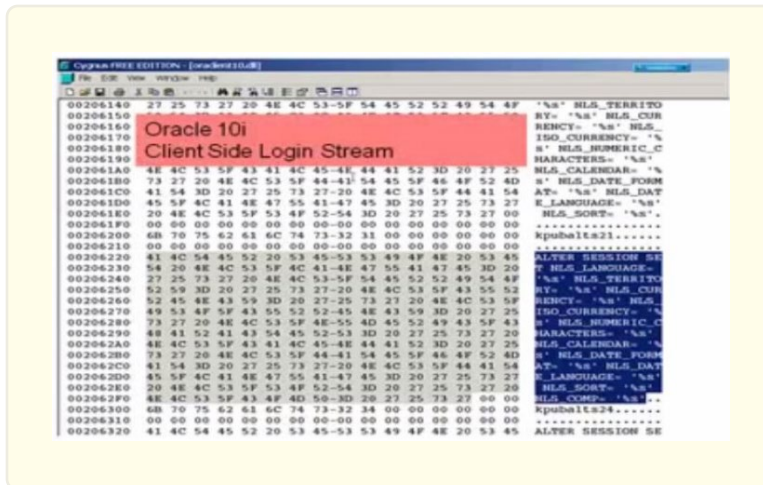 Cygnus FREE EDITION - [oraclient10.dll]
File Edit View Window Help
00206140 27 25 73 27 20 4E 4C 53-5F 54 45 52 52 49 54 4F '%s' NLS_TERRITO
00206150 RY= '%s' NLS_CUR
00206160 RENCY= '%s' NLS_
00206170 ISO_CURRENCY= '%
00206180 s' NLS_NUMERIC_C
00206190 HARACTERS= '%s'
Oracle 10i
Client Side Login Stream
002061A0 4E 4C 53 5F 43 41 4C 45-4E 44 41 52 3D 20 27 25 NLS_CALENDAR= '%
002061B0 73 27 20 4E 4C 53 5F 44-41 54 45 5F 46 4F 52 4D s' NLS_DATE_FORM
002061C0 41 54 3D 20 27 25 73 27-20 4E 4C 53 5F 44 41 54 AT= '%s' NLS_DAT
002061D0 45 5F 4C 41 4E 47 55 41-47 45 3D 20 27 25 73 27 E_LANGUAGE= '%s'
002061E0 20 4E 4C 53 5F 53 4F 52-54 3D 20 27 25 73 27 00 NLS_SORT= '%s'.
002061F0 00 00 00 00 00 00 00 00-00 00 00 00 00 00 00 00 ................
00206200 6B 70 75 62 61 6C 74 73-32 31 00 00 00 00 00 00 kpubalts21......
00206210 00 00 00 00 00 00 00 00-00 00 00 00 00 00 00 00 ................
00206220 41 4C 54 45 52 20 53 45-53 53 49 4F 4E 20 53 45 ALTER SESSION SE
00206230 54 20 4E 4C 53 5F 4C 41-4E 47 55 41 47 45 3D 20 T NLS_LANGUAGE=
00206240 27 25 73 27 20 4E 4C 53-5F 54 45 52 52 49 54 4F '%s' NLS_TERRITO
00206250 52 59 3D 20 27 25 73 27-20 4E 4C 53 5F 43 55 52 RY= '%s' NLS_CUR
00206260 52 45 4E 43 59 3D 20 27-25 73 27 20 4E 4C 53 5F RENCY= '%s' NLS_
00206270 49 53 4F 5F 43 55 52 52-45 4E 43 59 3D 20 27 25 ISO_CURRENCY= '%
00206280 73 27 20 4E 4C 53 5F 4E-55 4D 45 52 49 43 5F 43 s' NLS_NUMERIC_C
00206290 48 41 52 41 43 54 45 52-53 3D 20 27 25 73 27 20 HARACTERS= '%s'
002062A0 4E 4C 53 5F 43 41 4C 45-4E 44 41 52 3D 20 27 25 NLS_CALENDAR= '%
002062B0 73 27 20 4E 4C 53 5F 44-41 54 45 5F 46 4F 52 4D s' NLS_DATE_FORM
002062C0 41 54 3D 20 27 25 73 27-20 4E 4C 53 5F 44 41 54 AT= '%s' NLS_DAT
002062D0 45 5F 4C 41 4E 47 55 41-47 45 3D 20 27 25 73 27 E_LANGUAGE= '%s'
002062E0 20 4E 4C 53 5F 53 4F 52-54 3D 20 27 25 73 27 20 NLS_SORT= '%s'
002062F0 4E 4C 53 5F 43 4F 4D 50-3D 20 27 25 73 27 00 00 NLS_COMP= '%s'..
00206300 6B 70 75 62 61 6C 74 73-32 34 00 00 00 00 00 00 kpubalts24......
00206310 00 00 00 00 00 00 00 00-00 00 00 00 00 00 00 00 ................
00206320 41 4C 54 45 52 20 53 45-53 53 49 4F 4E 20 53 45 ALTER SESSION SE